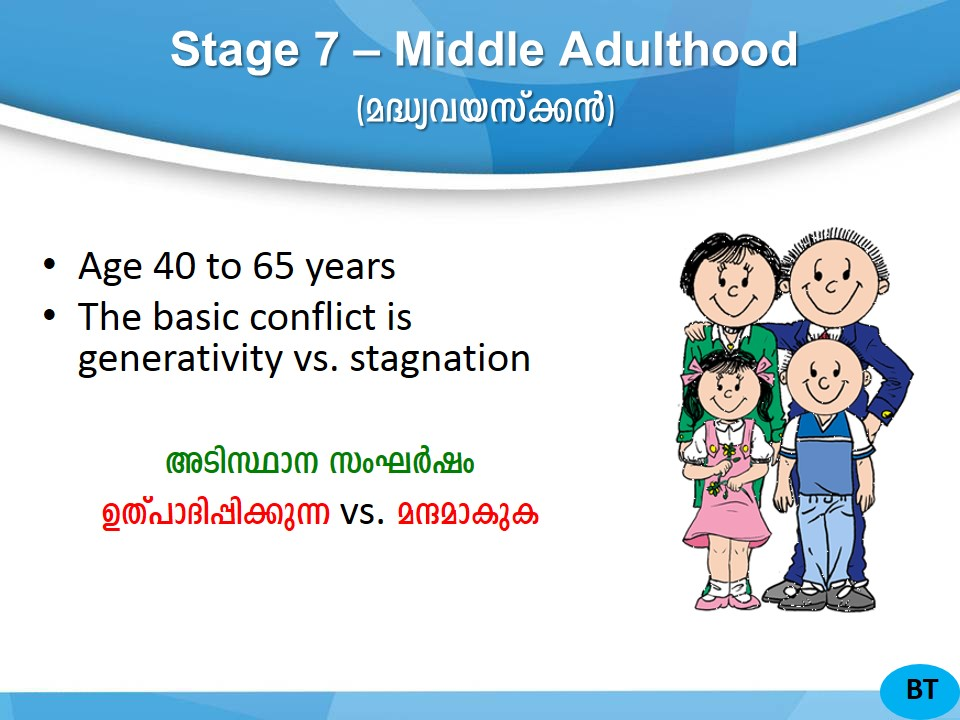 Stage 7 – Middle Adulthood
(മദ്ധ്യവയസ്ക്കൻ)
• Age 40 to 65 years
• The basic conflict is
generativity vs. stagnation
അടിസ്ഥാന സംഘർഷം
ഉത്പാദിപ്പിക്കുന്ന vs. മന്ദമാകുക
BT